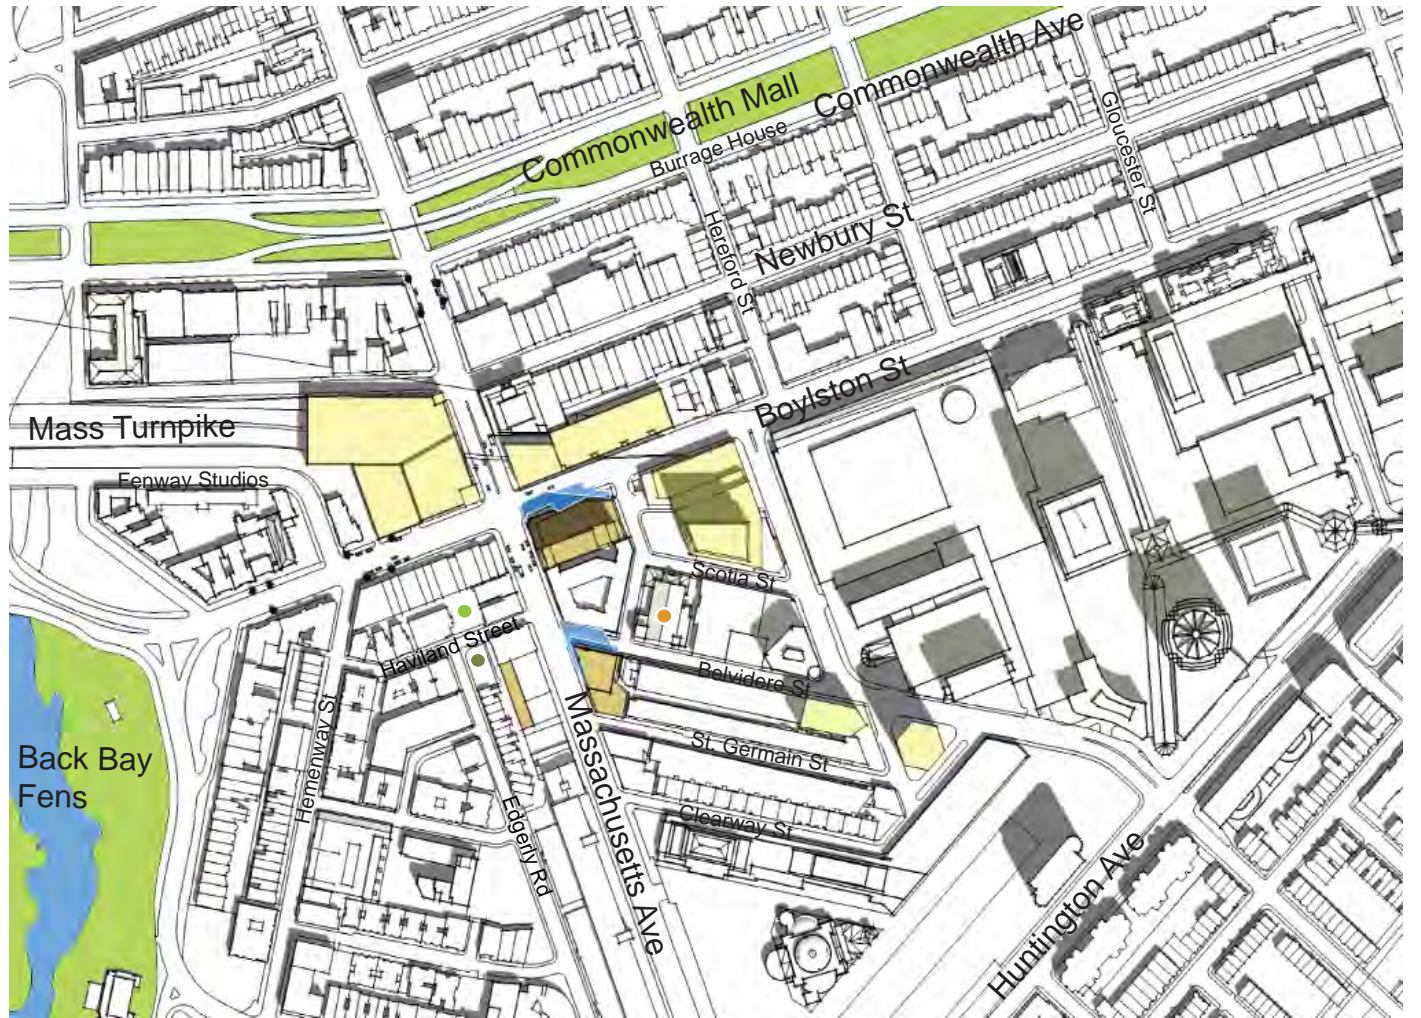 Commonwealth Ave
Commonwealth Mall
Burrage House
Gloucester St
Hereford St
Newbury St
Boylston St
Mass Turnpike
Fenway Studios
Scotia St
Haviland Street
Belvidere St
Massachusetts Ave
Hemenway St
St. Germain St
Back Bay
Fens
Edgerly Rd
Clearway St
Huntington Ave